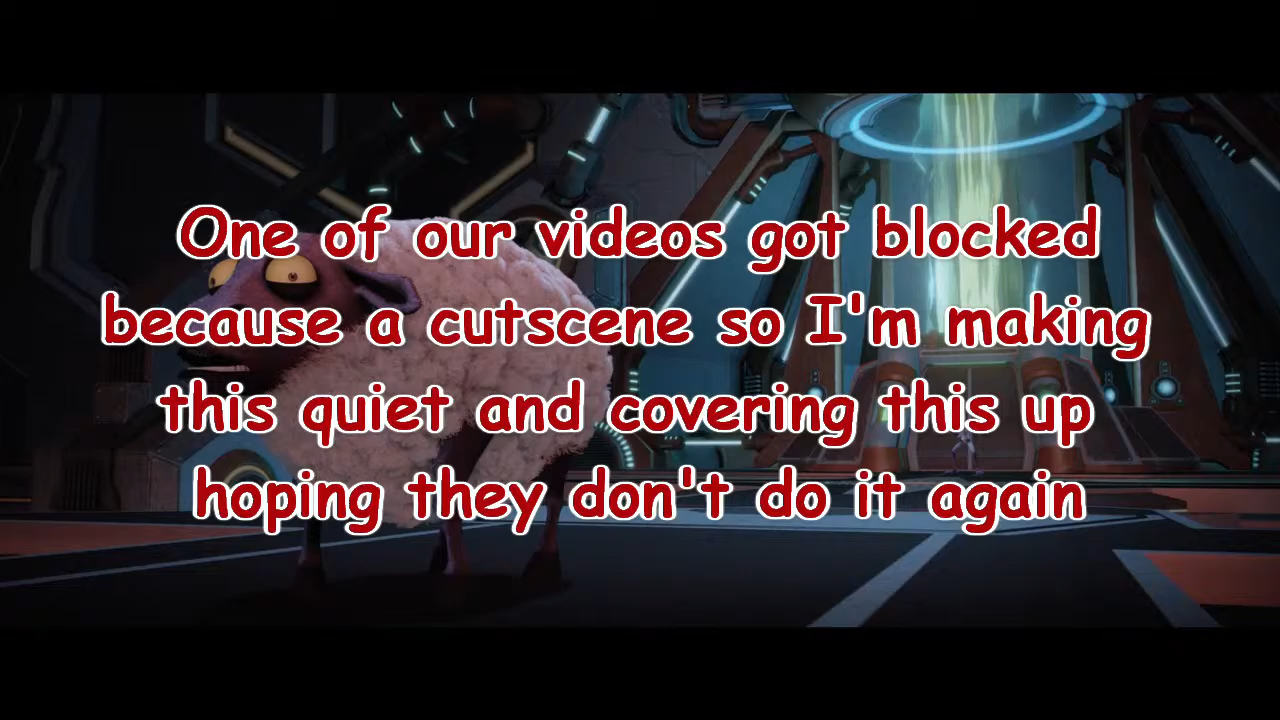 One of our videos got blocked
because a cutscene so I'm making
this quiet and covering this up
hoping they don't do it again